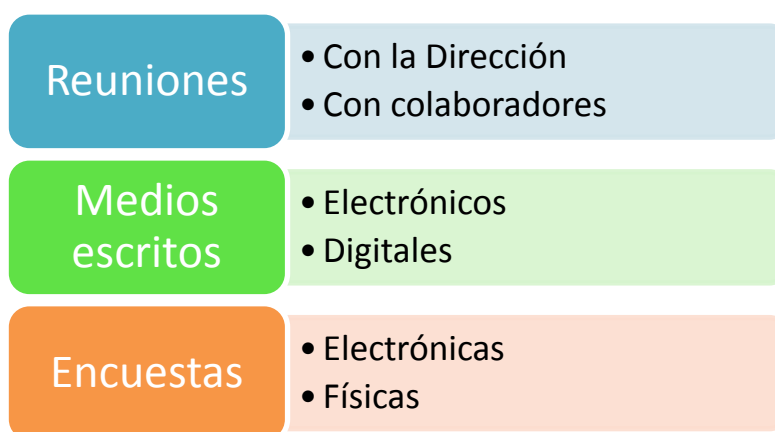 Reuniones
• Con la Dirección
• Con colaboradores
Medios
escritos
• Electrónicos
• Digitales
Encuestas
• Electrónicas
• Físicas